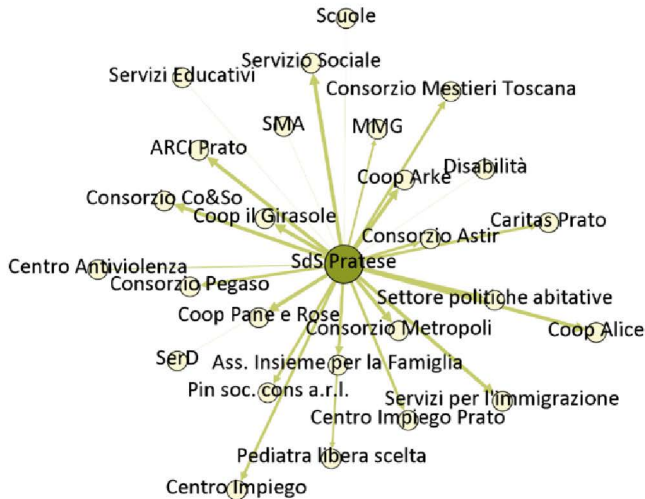 Scuole
Servizio Sociale
Servizi Educativi
Consorzio Mestieri Toscana
SMA
MMG
ARCI Prato
Disabilità
Coop Arke
Consorzio Co&So
Coop il Girasole
Caritas Prato
Consorzio Astir
SdS Pratese
Centro Antiviolenza
Consorzio Pegaso
Settore politiche abitative
Coop Pane e Rose
Consorzio Metropoli
Coop Alice
SerD
Ass. Insieme per la Famiglia
Pin soc. cons a.r.l.
Servizi per l'immigrazione
Centro Impiego Prato
Pediatra libera scelta
Centro Impiego